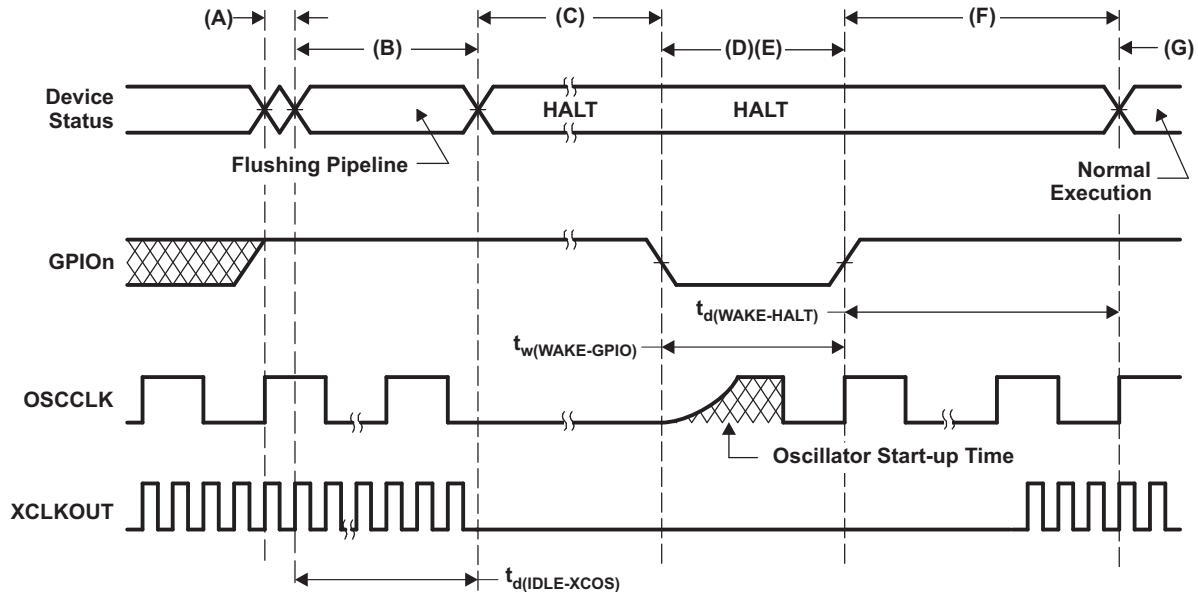 (A)
(C)
(F)
(B)
(D)(E)
(G)
Device
Status
HALT
HALT
Flushing Pipeline
Normal
Execution
GPIOn
td(WAKE-HALT)
tw(WAKE-GPIO)
OSCCLK
Oscillator Start-up Time
XCLKOUT
td(IDLE-XCOS)